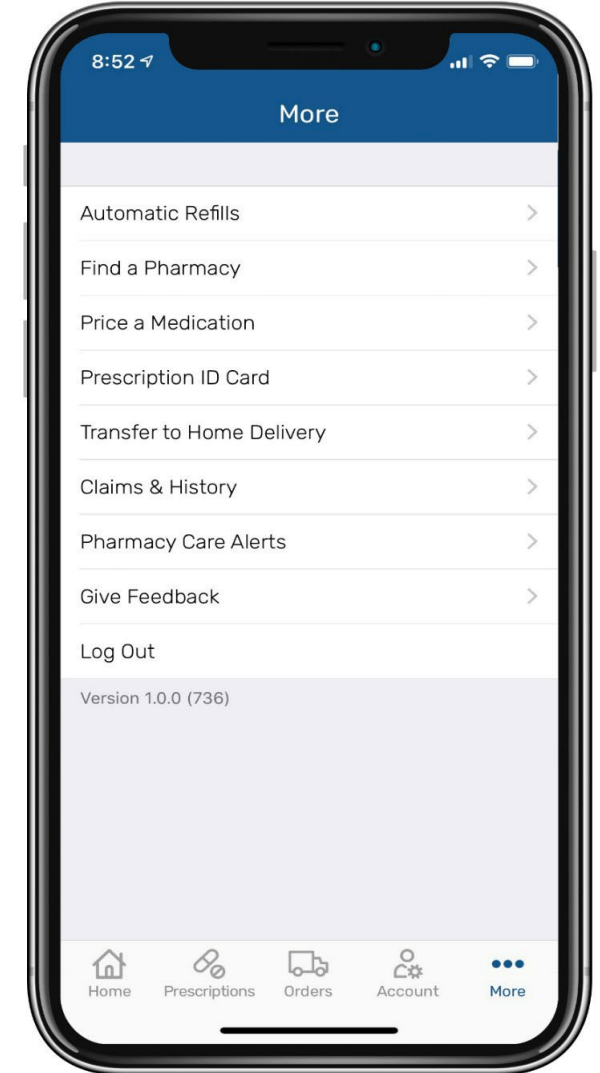 8:52
More
Automatic Refills
Find a Pharmacy
Price a Medication
Prescription ID Card
Transfer to Home Delivery
Claims & History
Pharmacy Care Alerts
Give Feedback
Log Out
Version 1.0.0 (736)
Home Prescriptions Orders Account More